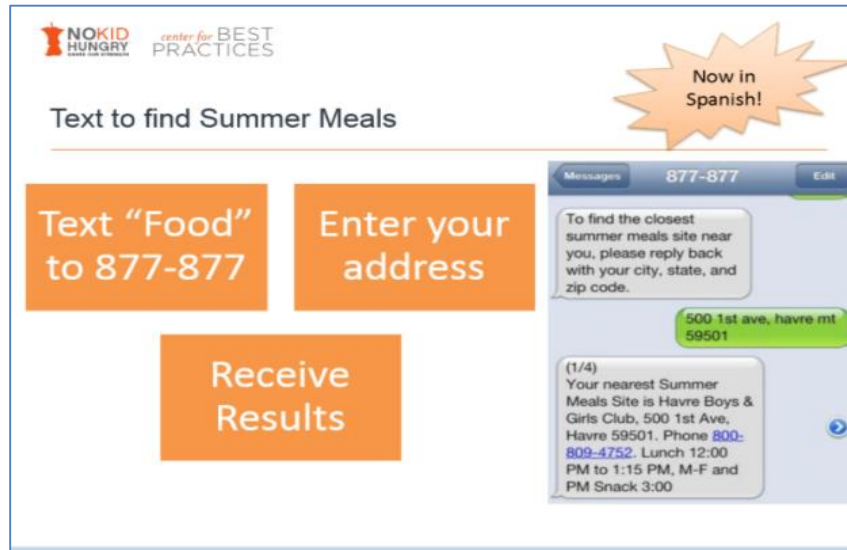 NOKID
HUNGRY
SHARE OUR STRENGTH
center for BEST
PRACTICES
Now in
Spanish!
Text to find Summer Meals
Text “Food”
to 877-877
Enter your
address
Receive
Results
Messages
877-877
Edit
To find the closest
summer meals site near
you, please reply back
with your city, state, and
zip code.
500 1st ave, havre mt
59501
(1/4)
Your nearest Summer
Meals Site is Havre Boys &
Girls Club, 500 1st Ave,
Havre 59501. Phone 800-
809-4752. Lunch 12:00
PM to 1:15 PM, M-F and
PM Snack 3:00